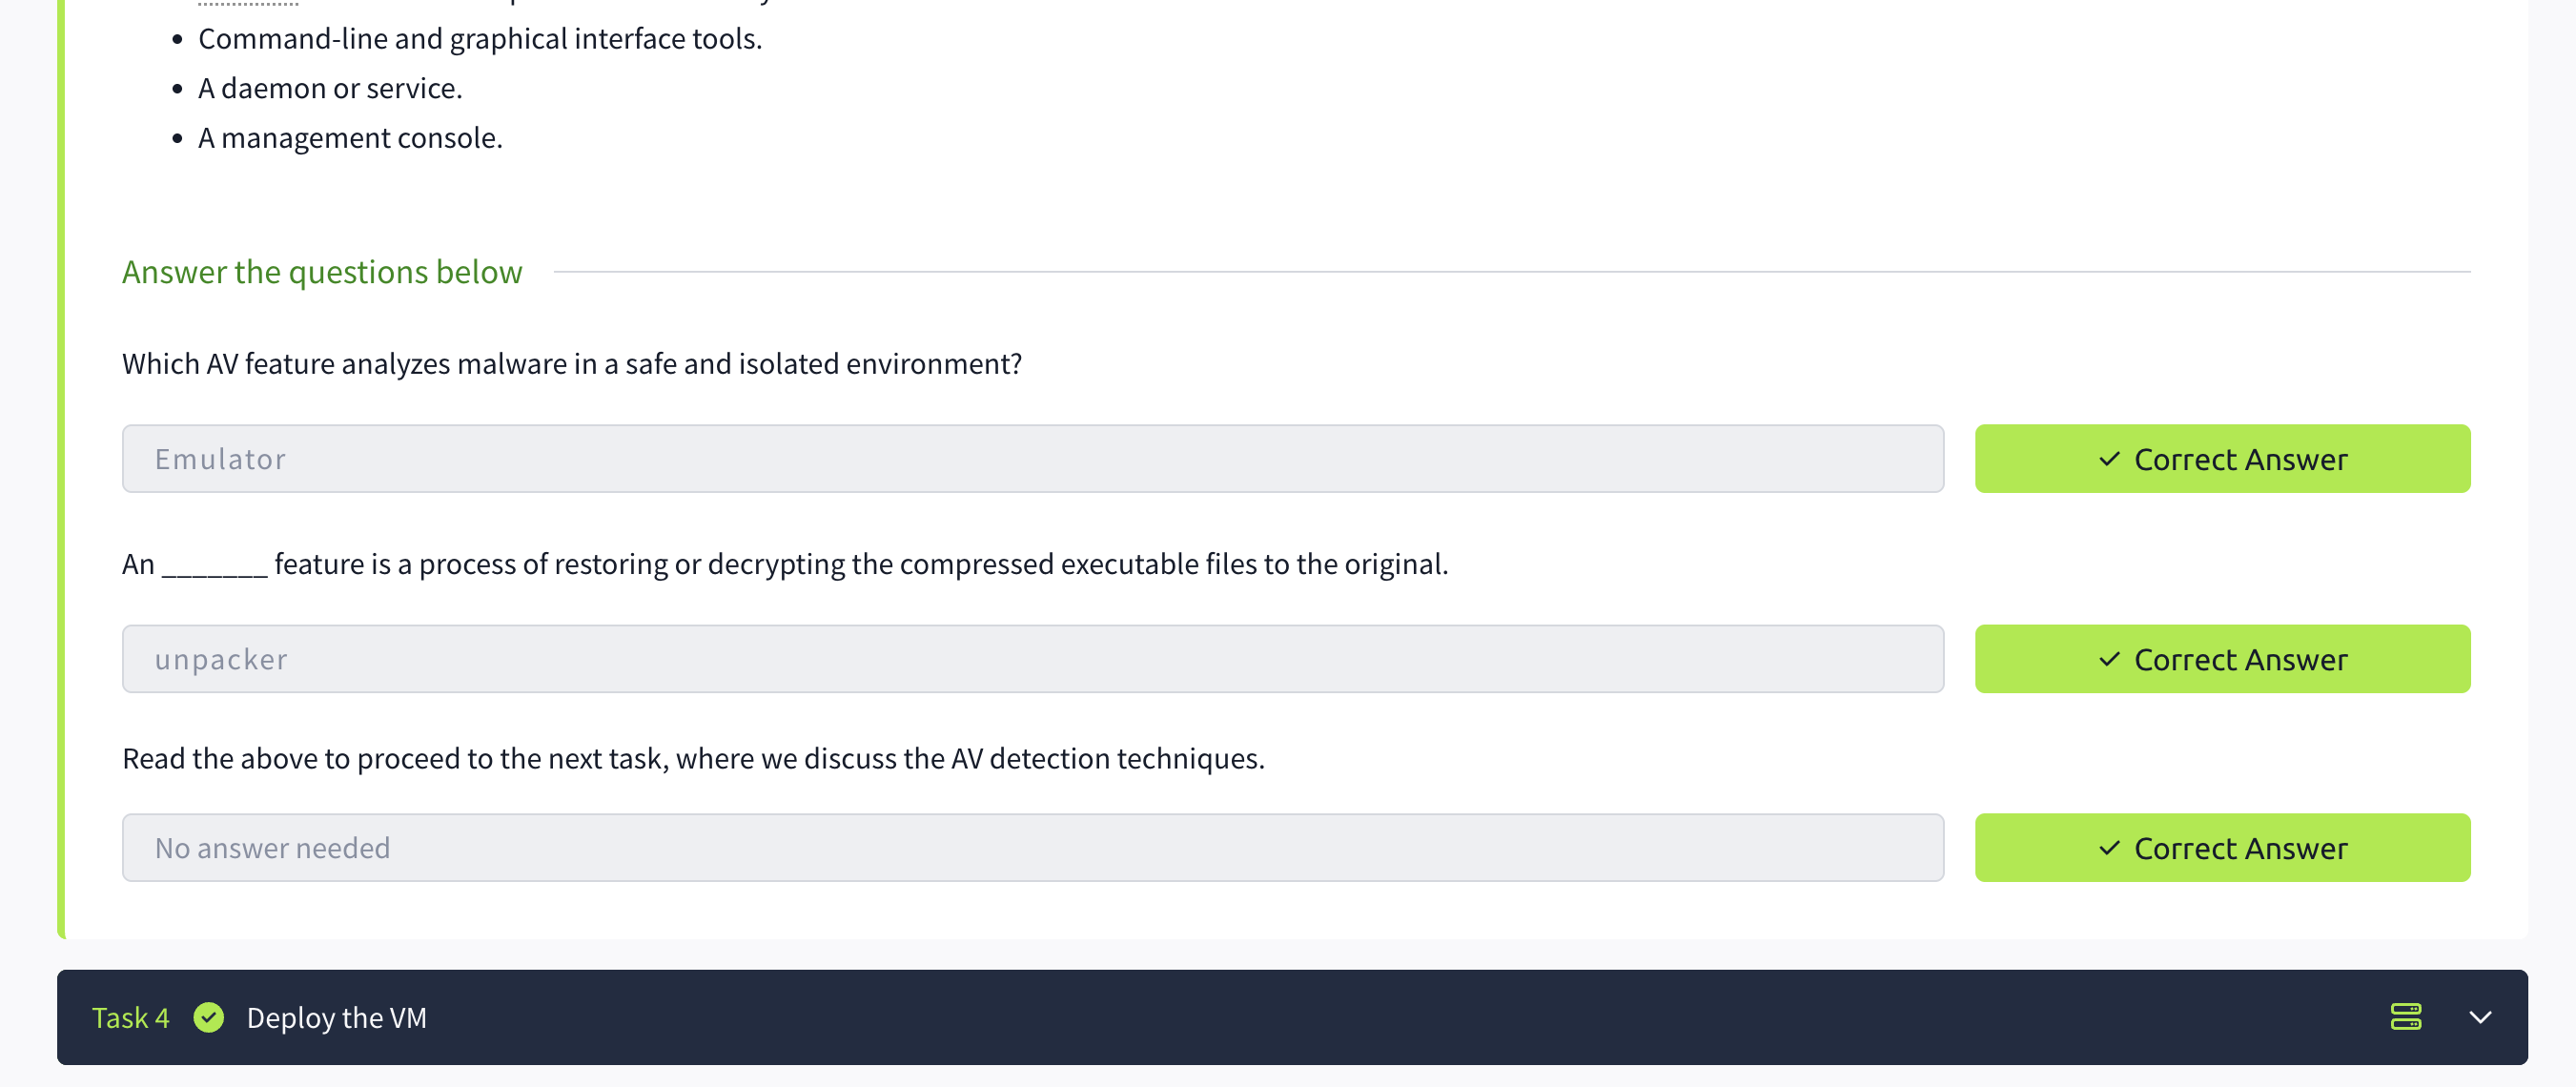 Command-line and graphical interface tools.
A daemon or service.
A management console.
Answer the questions below
Which AV feature analyzes malware in a safe and isolated environment?
Emulator
✓ Correct Answer
An _______ feature is a process of restoring or decrypting the compressed executable files to the original.
unpacker
✓ Correct Answer
Read the above to proceed to the next task, where we discuss the AV detection techniques.
No answer needed
✓ Correct Answer
Task 4 Deploy the VM